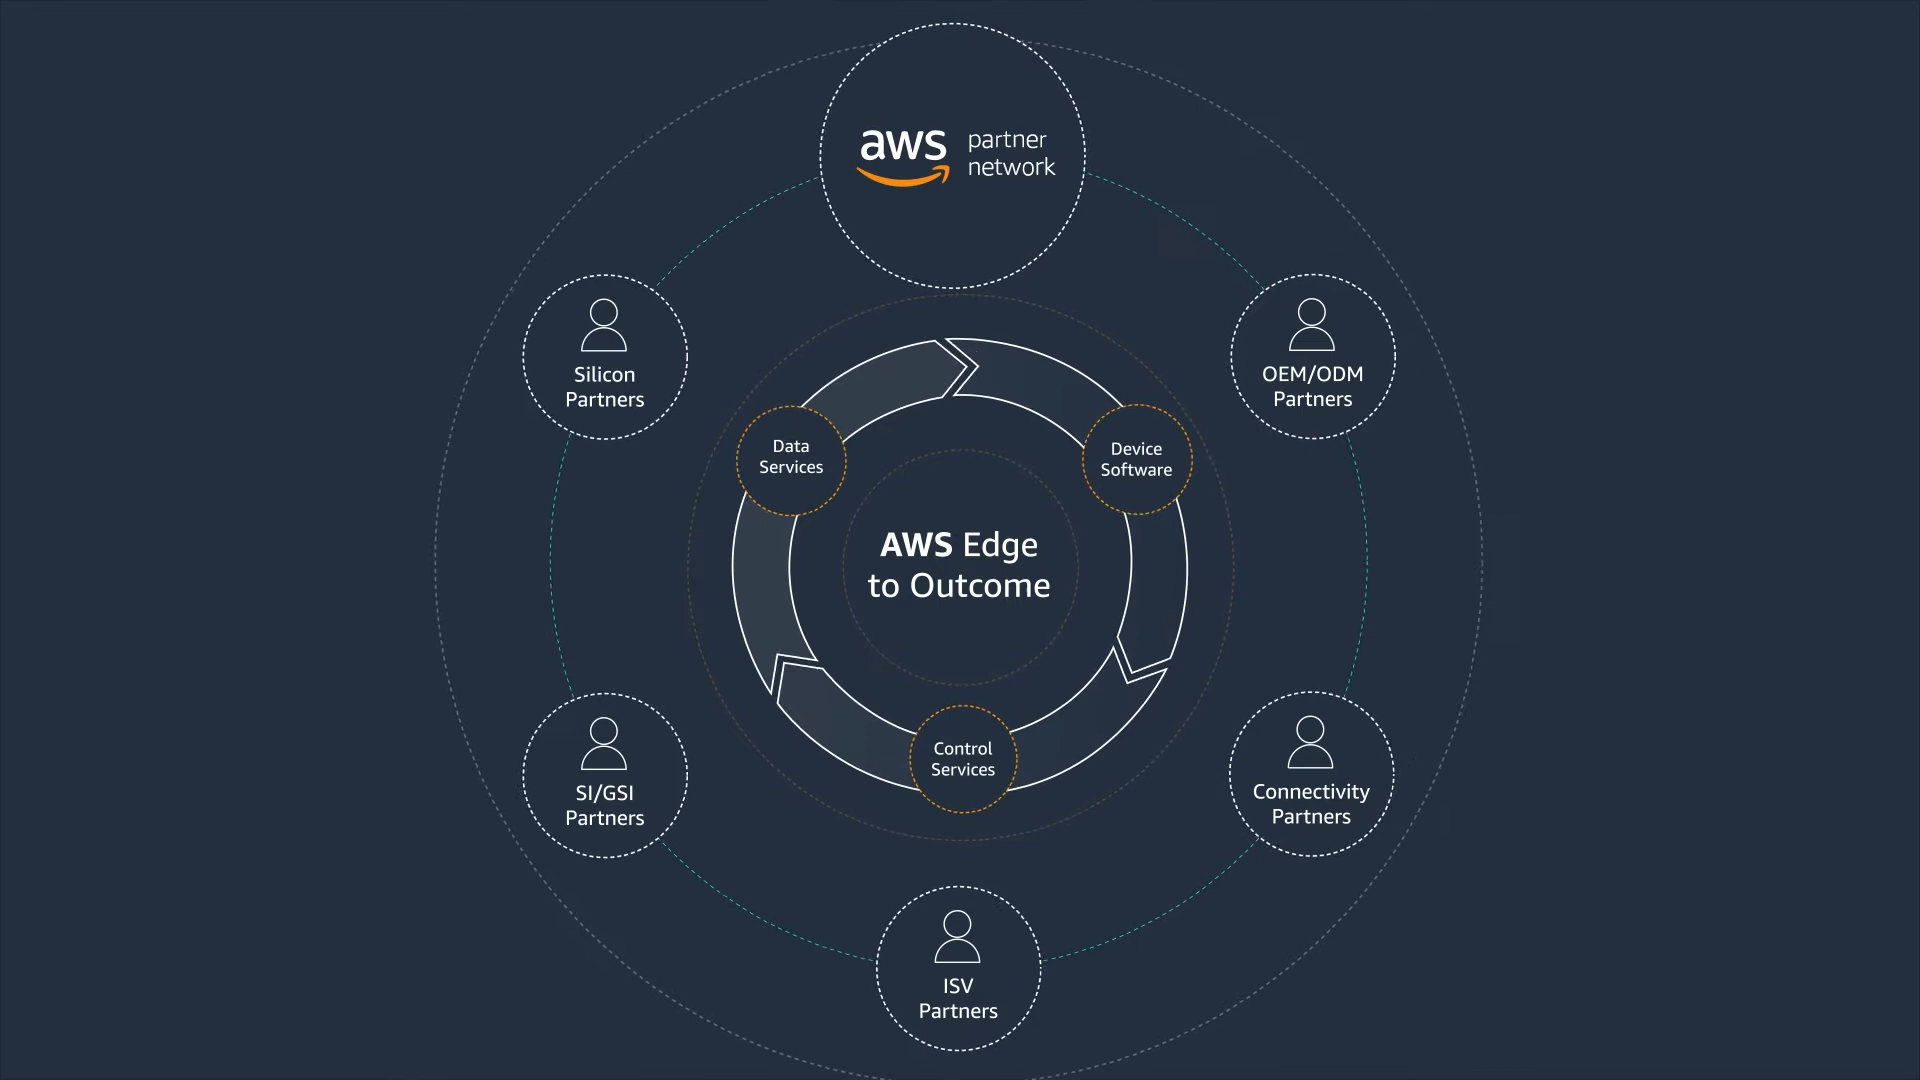 aws partner
network
Silicon
Partners
OEM/ODM
Partners
Data
Services
Device
Software
AWS Edge
to Outcome
Control
Services
SI/GSI
Partners
Connectivity
Partners
ISV
Partners